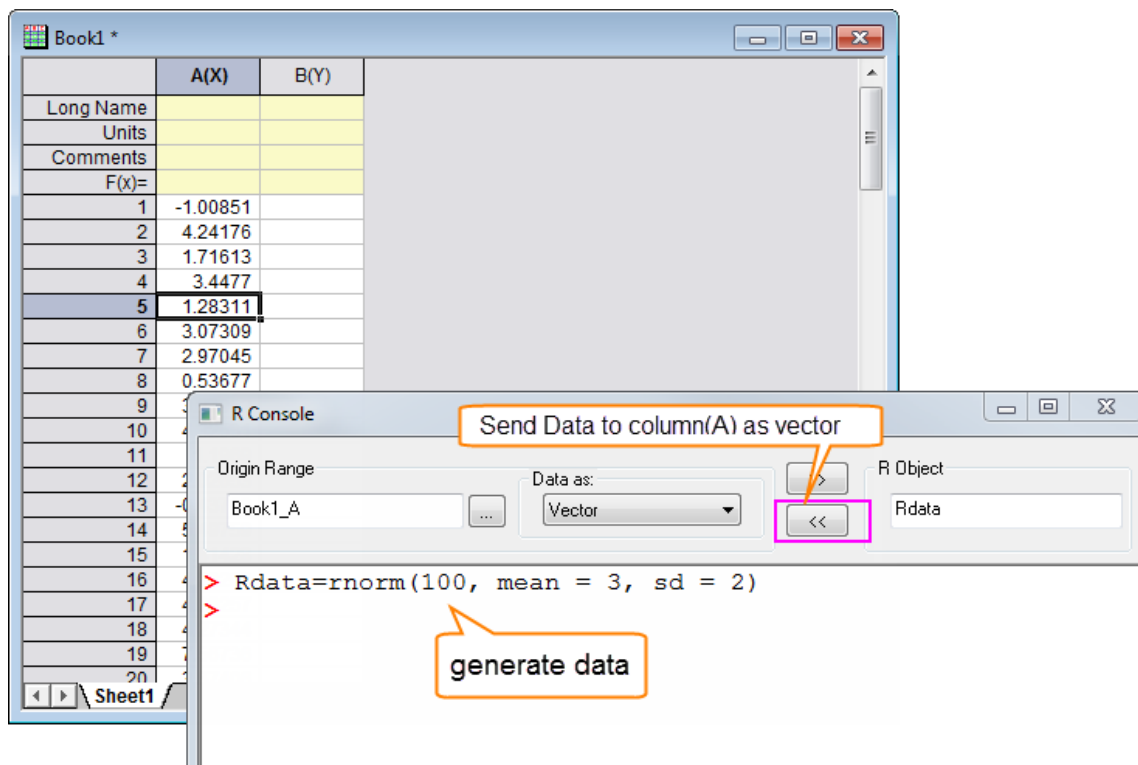 Book1 *
A(X) B(Y)
Long Name
Units
Comments
F(x)=
1 -1.00851
2 4.24176
3 1.71613
4 3.4477
5 1.28311
6 3.07309
7 2.97045
8 0.53677
9
10
11
12
13
14
15
16
17
18
19
20
Sheet1
R Console
Send Data to column(A) as vector
Origin Range
Data as:
R Object
Book1_A
...
Vector
<<
Rdata
> Rdata=rnorm(100, mean = 3, sd = 2)
>
generate data